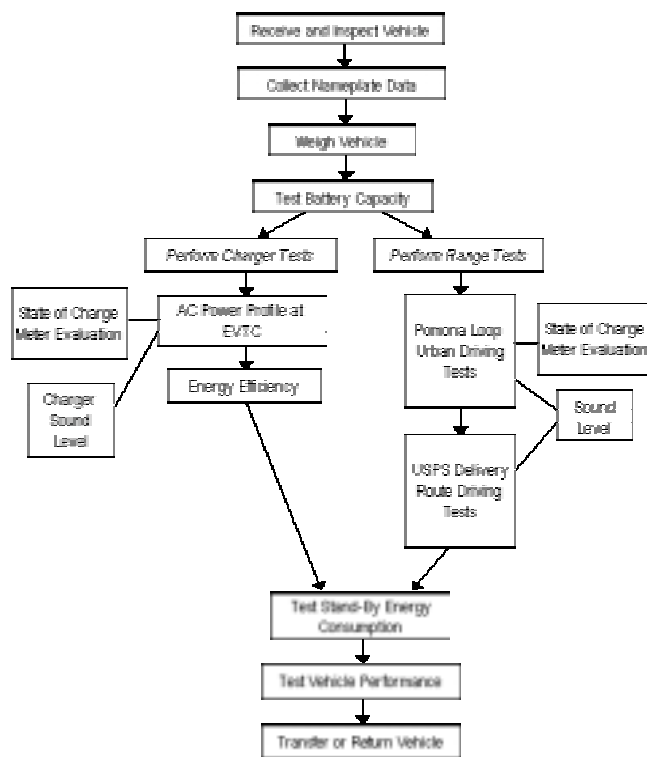 Receive and Inspect Vehicle
Collect Nameplate Data
Weigh Vehicle
Test Battery Capacity
Perform Charger Tests
Perform Range Tests
State of Charge
Meter Evaluation
AC Power Profile at
EVTC
Pomona Loop
Urban Driving
Tests
State of Charge
Meter Evaluation
Energy Efficiency
Charger
Sound
Level
Sound
Level
USPS Delivery
Route Driving
Tests
Test Stand-By Energy
Consumption
Test Vehicle Performance
Transfer or Return Vehicle